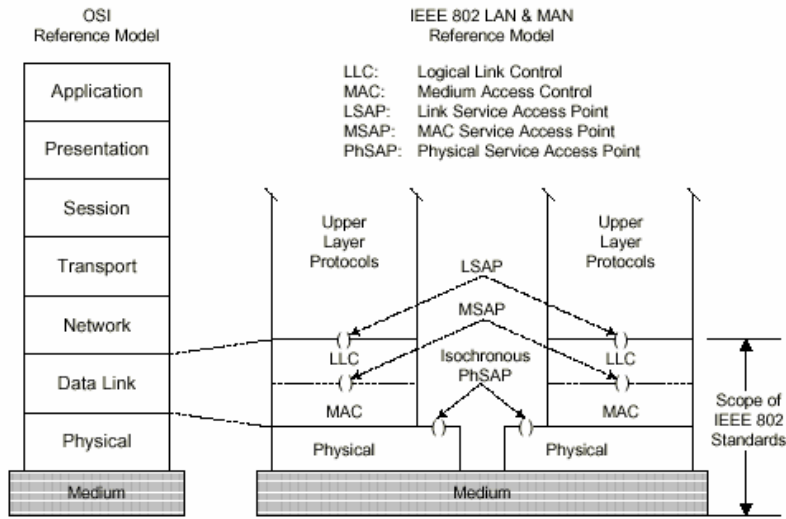 OSI
Reference Model
Application
Presentation
Session
Transport
Network
Data Link
Physical
Medium
IEEE 802 LAN & MAN
Reference Model
LLC: Logical Link Control
MAC: Medium Access Control
LSAP: Link Service Access Point
MSAP: MAC Service Access Point
PhSAP: Physical Service Access Point
Upper
Layer
Protocols
LSAP
MSAP
Isochronous
PhSAP
Upper
Layer
Protocols
LLC
MAC
Physical
LLC
MAC
Physical
Medium
Scope of
IEEE 802
Standards